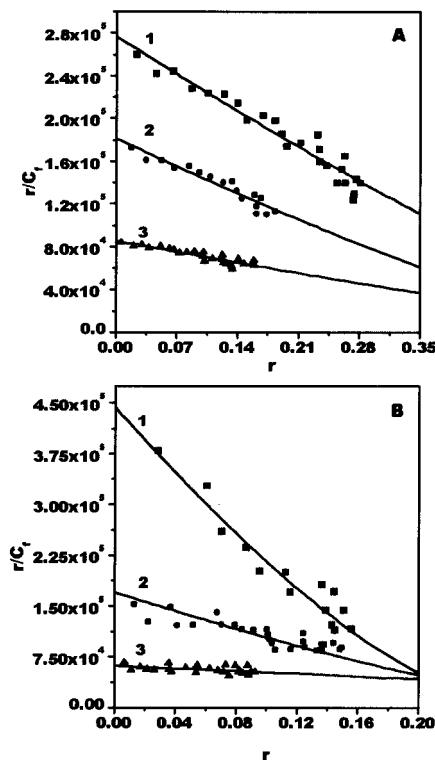 A
2.8x10⁵
2.4x10⁵
2.0x10⁵
1.6x10⁵
1.2x10⁵
8.0x10⁴
4.0x10⁴
0.0
r/Cf
1
2
3
0.00 0.07 0.14 0.21 0.28 0.35
r
B
4.50x10⁵
3.75x10⁵
3.00x10⁵
2.25x10⁵
1.50x10⁵
7.50x10⁴
0.00
r/Cf
1
2
3
0.00 0.04 0.08 0.12 0.16 0.20
r